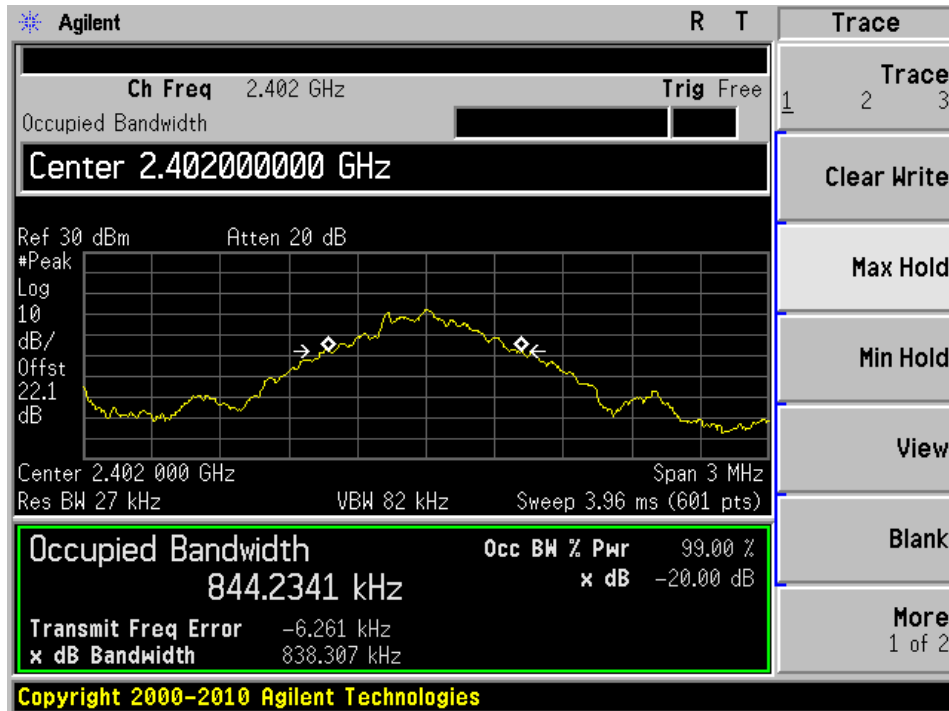 Agilent R T Trace
Ch Freq 2.402 GHz Trig Free
Occupied Bandwidth
Center 2.402000000 GHz
Ref 30 dBm Atten 20 dB
#Peak
Log
10
dB/
Offst
22.1
dB
Center 2.402 000 GHz Span 3 MHz
Res BW 27 kHz VBW 82 kHz Sweep 3.96 ms (601 pts)
Occupied Bandwidth Occ BW % Pwr 99.00 %
844.2341 kHz x dB -20.00 dB
Transmit Freq Error -6.261 kHz
x dB Bandwidth 838.307 kHz
Copyright 2000-2010 Agilent Technologies
Trace
1 2 3
Clear Write
Max Hold
Min Hold
View
Blank
More
1 of 2